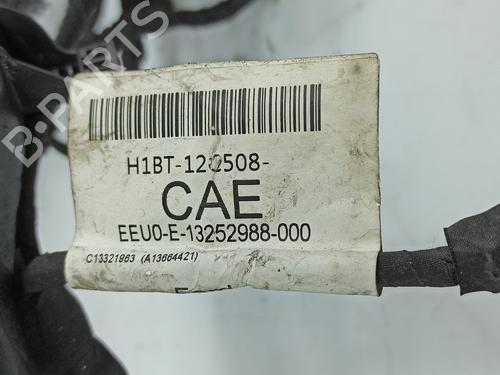 B-PARTS
H1BT-12C508-
CAE
EEU0-E-13252988-000
C13321963 (A13664421)